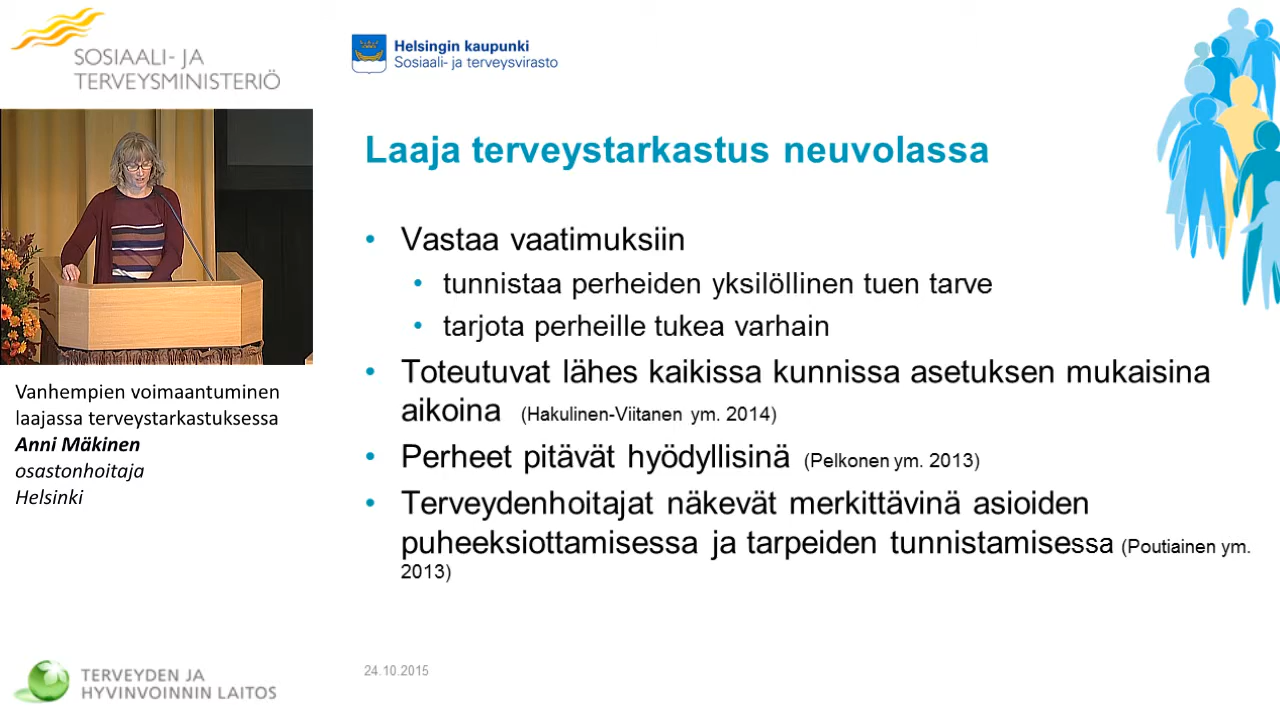 SOSIAALI- JA
TERVEYSMINISTERIÖ
Helsingin kaupunki
Sosiaali- ja terveysvirasto
Laaja terveystarkastus neuvolassa
• Vastaa vaatimuksiin
• tunnistaa perheiden yksilöllinen tuen tarve
• tarjota perheille tukea varhain
• Toteutuvat lähes kaikissa kunnissa asetuksen mukaisina
aikoina (Hakulinen-Viitanen ym. 2014)
• Perheet pitävät hyödyllisinä (Pelkonen ym. 2013)
• Terveydenhoitajat näkevät merkittävinä asioiden
puheeksiottamisessa ja tarpeiden tunnistamisessa (Poutiainen ym.
2013)
Vanhempien voimaantuminen
laajassa terveystarkastuksessa
Anni Mäkinen
osastonhoitaja
Helsinki
TERVEYDEN JA
HYVINVOINNIN LAITOS
24.10.2015